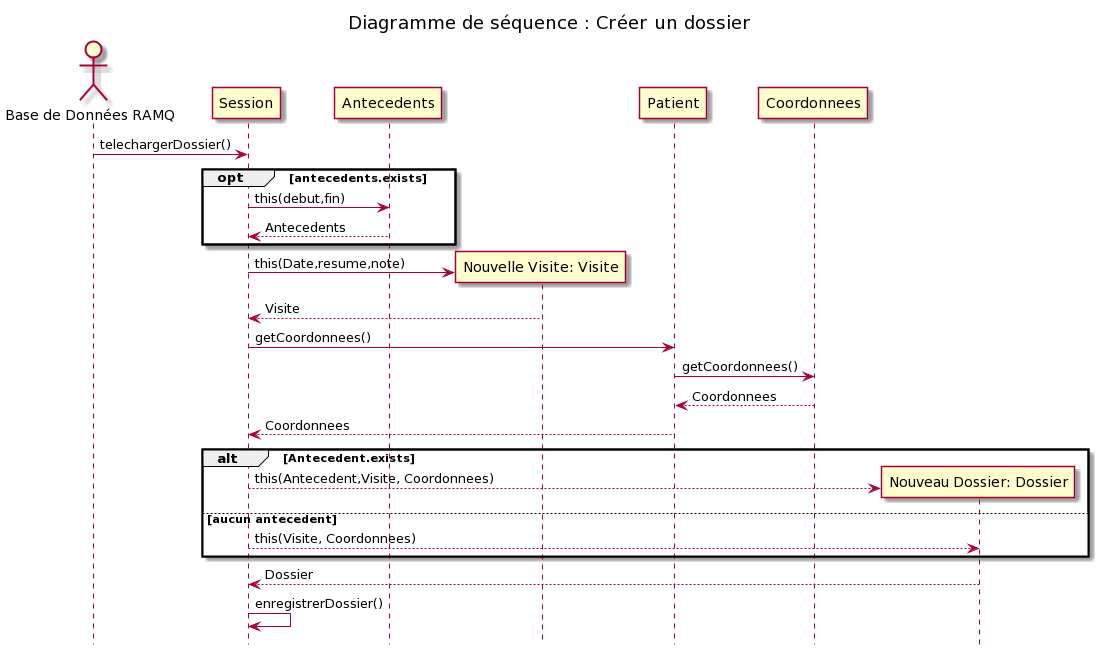 Diagramme de séquence : Créer un dossier
Base de Données RAMQ
Session
Antecedents
Patient
Coordonnees
telechargerDossier()
opt [antecedents.exists]
this(debut,fin)
Antecedents
this(Date,resume,note)
Nouvelle Visite: Visite
Visite
getCoordonnees()
getCoordonnees()
Coordonnees
Coordonnees
alt [Antecedent.exists]
this(Antecedent,Visite, Coordonnees)
Nouveau Dossier: Dossier
[aucun antecedent]
this(Visite, Coordonnees)
Dossier
enregistrerDossier()